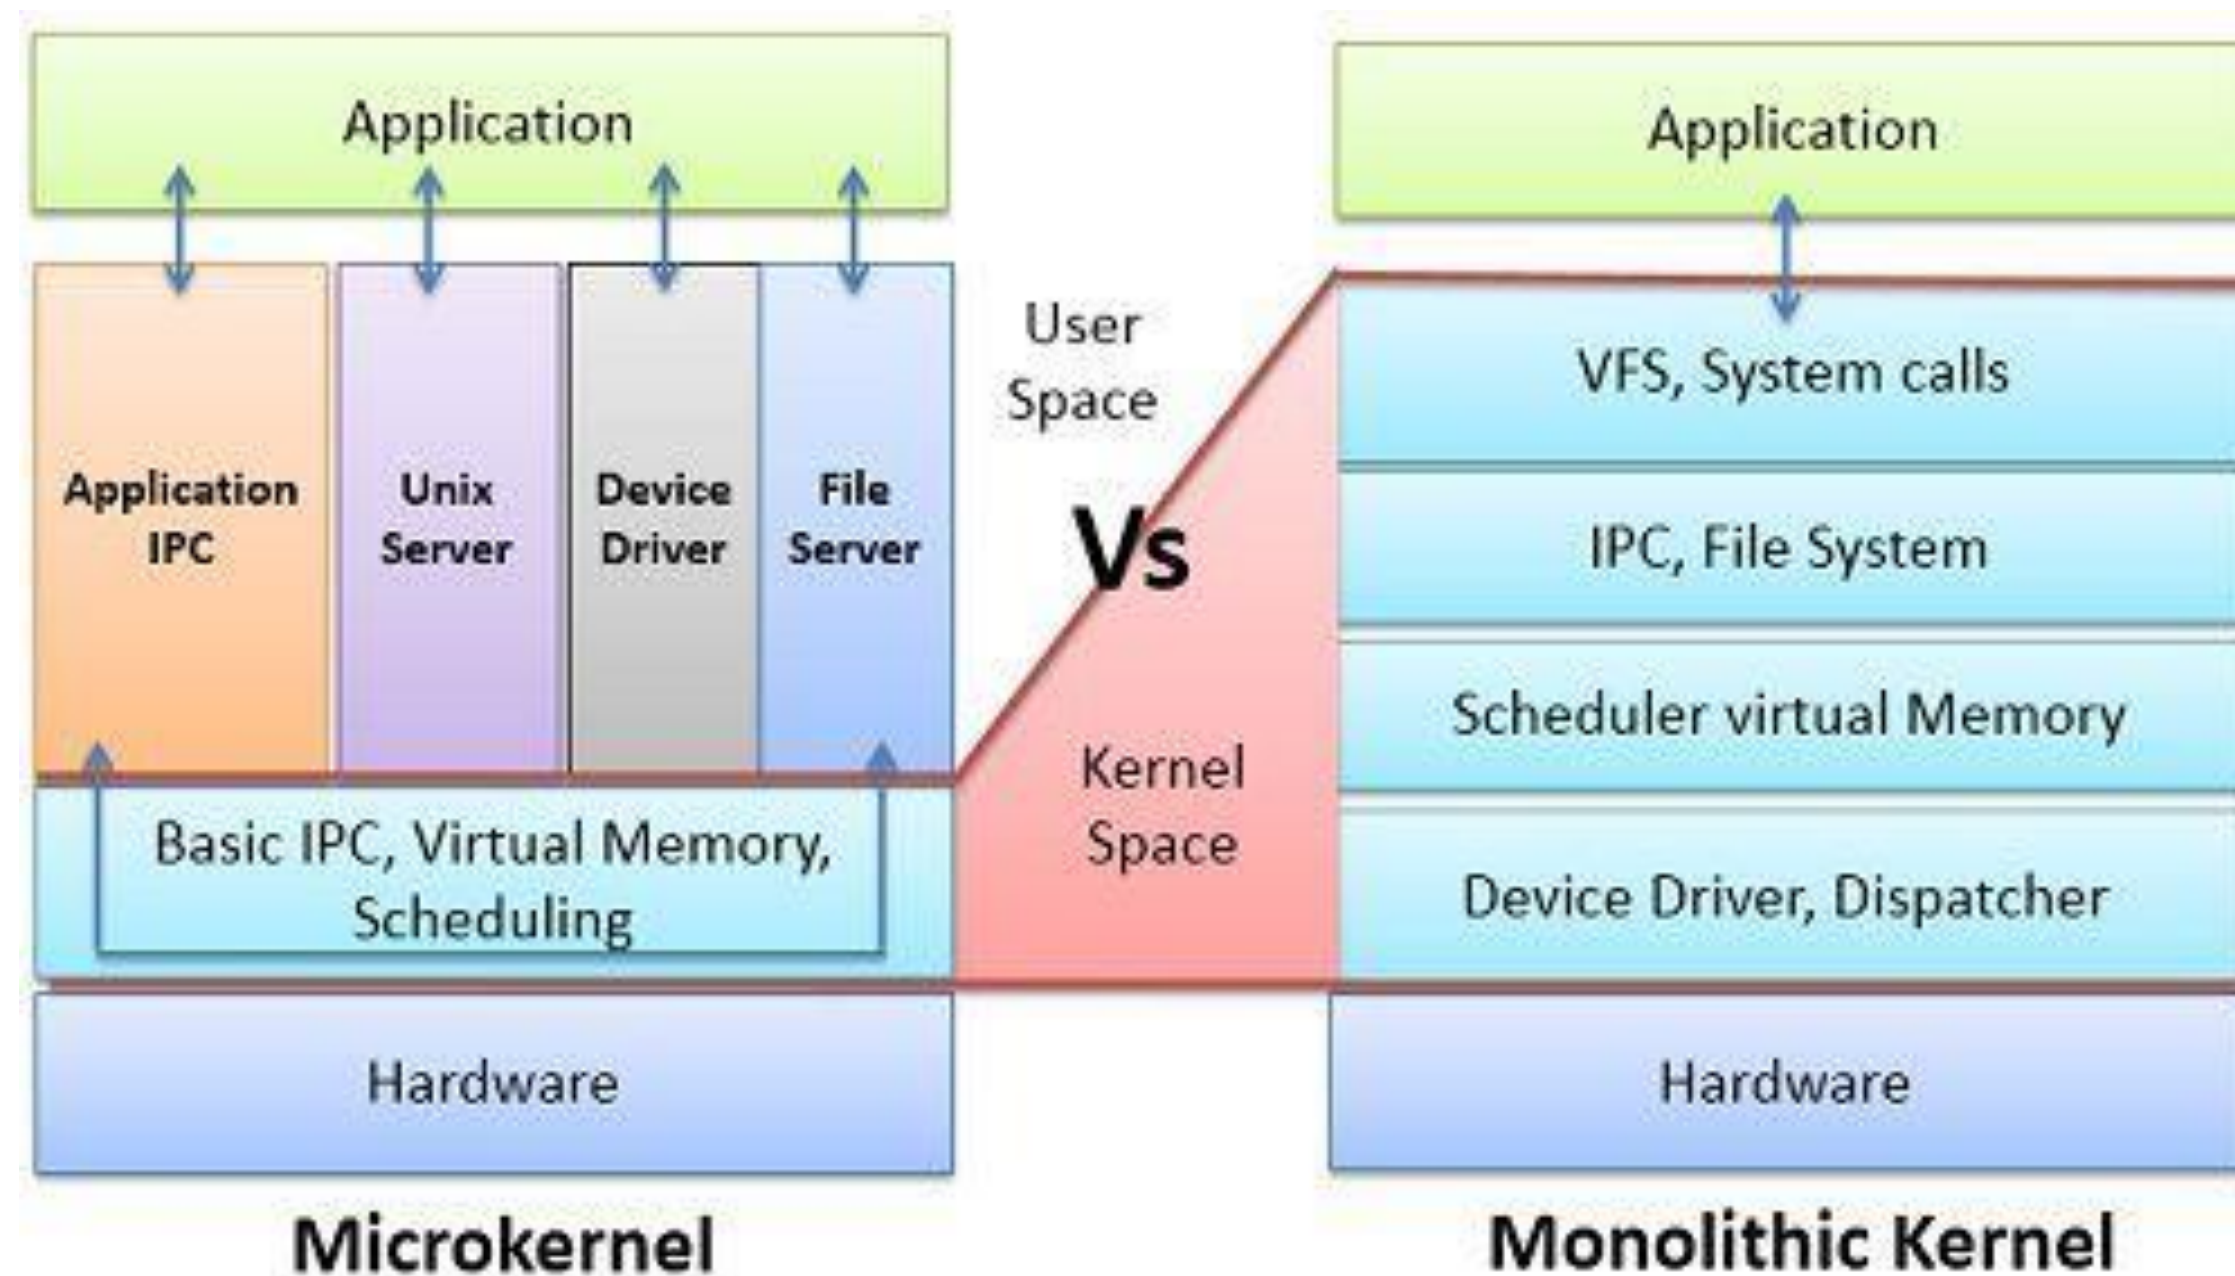 Application
Application
IPC
Unix
Server
Device
Driver
File
Server
Basic IPC, Virtual Memory,
Scheduling
Hardware
Microkernel
User
Space
Vs
Kernel
Space
Application
VFS, System calls
IPC, File System
Scheduler virtual Memory
Device Driver, Dispatcher
Hardware
Monolithic Kernel